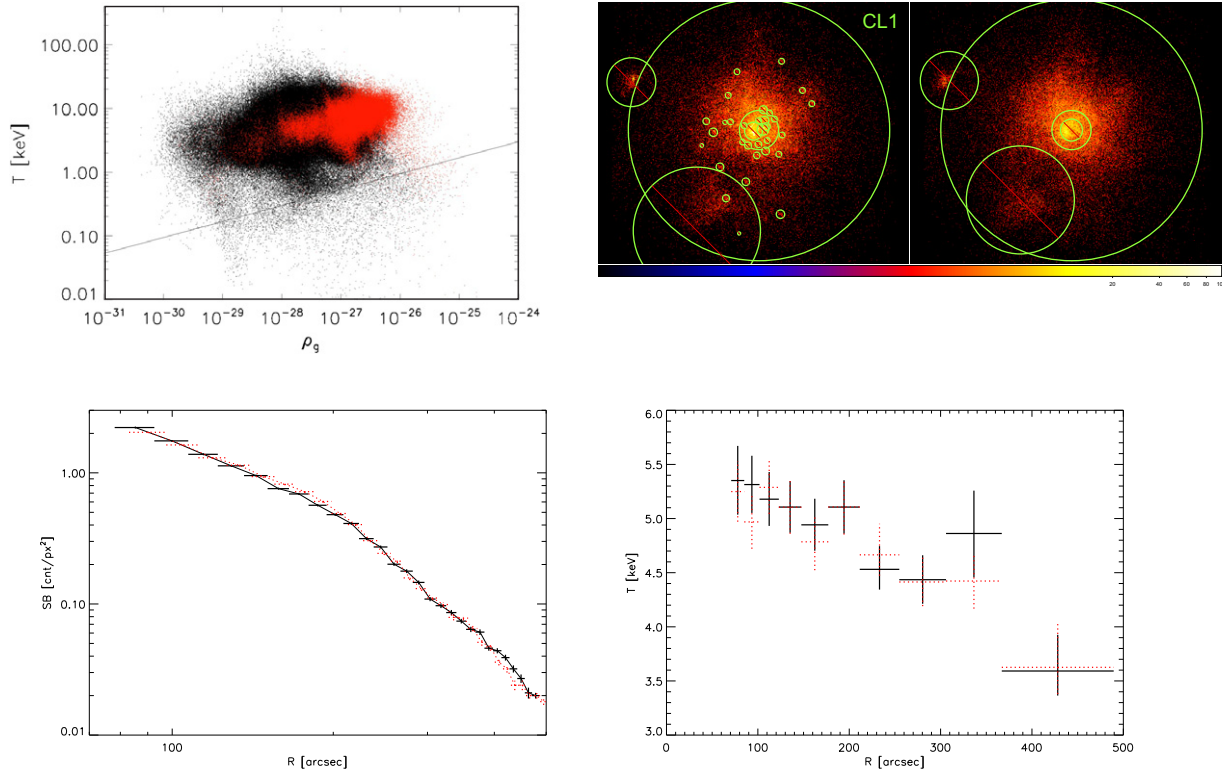 100.00
10.00
1.00
0.10
0.01
T [keV]
10⁻³¹ 10⁻³⁰ 10⁻²⁹ 10⁻²⁸ 10⁻²⁷ 10⁻²⁶ 10⁻²⁵ 10⁻²⁴
ρg
CL1
20 40 60 80 10
1.00
0.10
0.01
SB [cnt/px²]
100
R [arcsec]
6.0
5.5
5.0
4.5
4.0
3.5
3.0
T [keV]
0 100 200 300 400 500
R [arcsec]